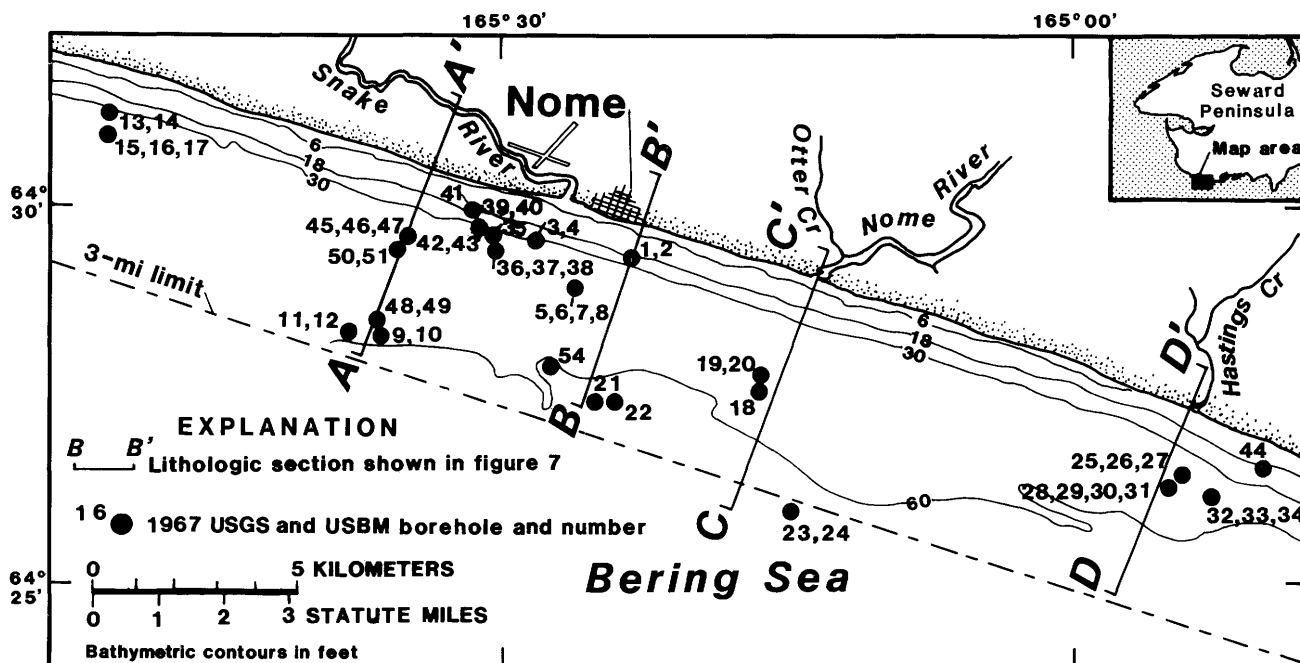 165° 30'
165° 00'
64° 30'
64° 25'
Snake River
Nome
Otter Cr
Nome River
Hastings Cr
Seward Peninsula
Map area
A'
B'
C'
D'
6
18
30
6
18
30
13,14
15,16,17
41
39,40
35
3,4
1,2
45,46,47
42,43
50,51
36,37,38
5,6,7,8
3-mi limit
48,49
11,12
9,10
54
21
22
19,20
18
A
B
C
D
60
23,24
25,26,27
28,29,30,31
44
32,33,34
Bering Sea
EXPLANATION
B B'
Lithologic section shown in figure 7
16
1967 USGS and USBM borehole and number
0 5 KILOMETERS
0 1 2 3 STATUTE MILES
Bathymetric contours in feet